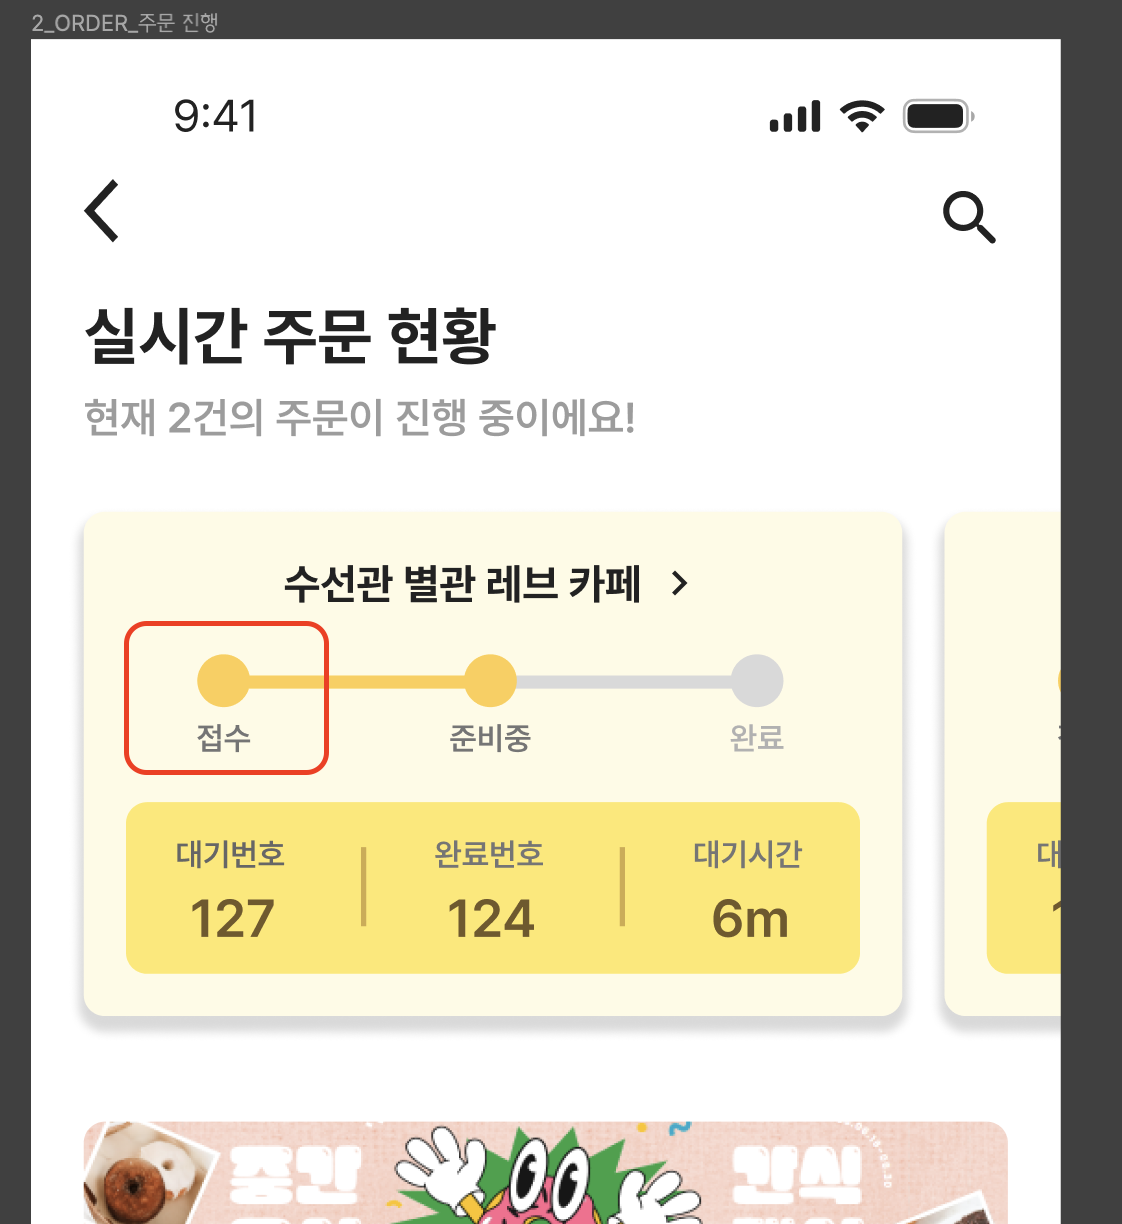 2_ORDER_주문 진행
9:41
실시간 주문 현황
현재 2건의 주문이 진행 중이에요!
수선관 별관 레브 카페 >
접수 준비중 완료
대기번호 완료번호 대기시간 대
127 124 6m
중간 간식